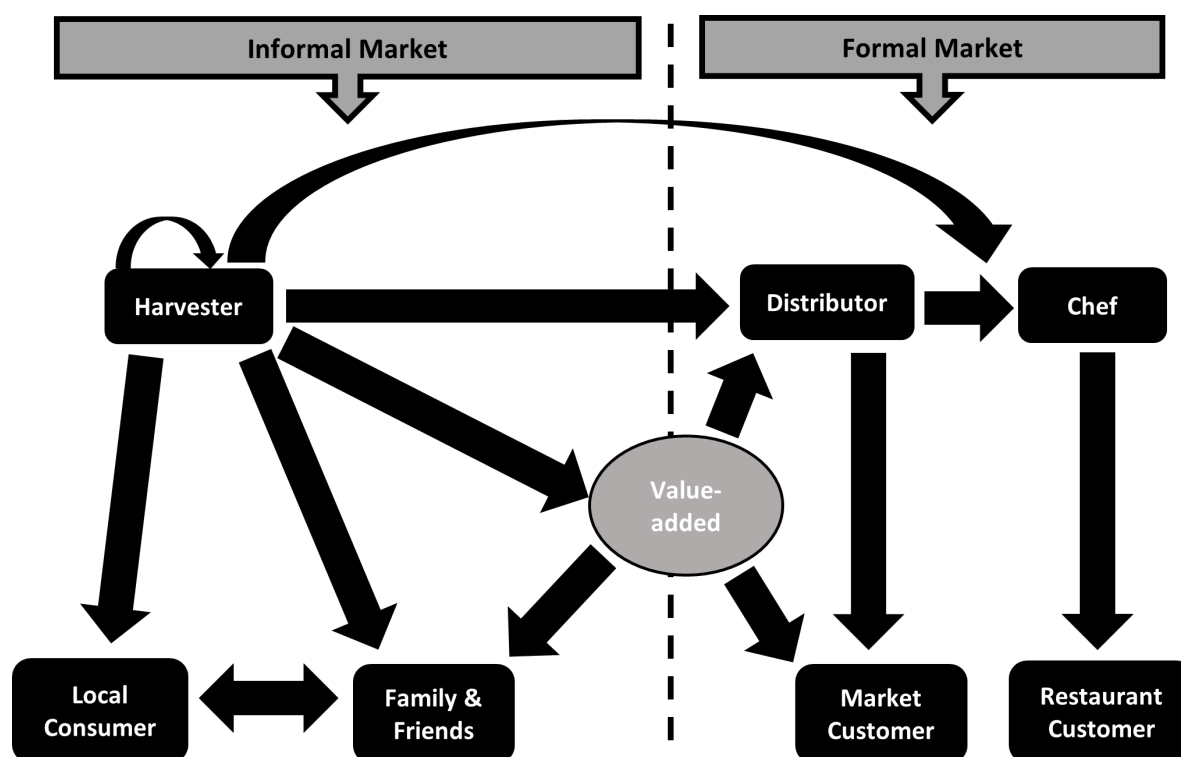 Informal Market
Formal Market
Harvester
Distributor
Chef
Value-
added
Local
Consumer
Family &
Friends
Market
Customer
Restaurant
Customer